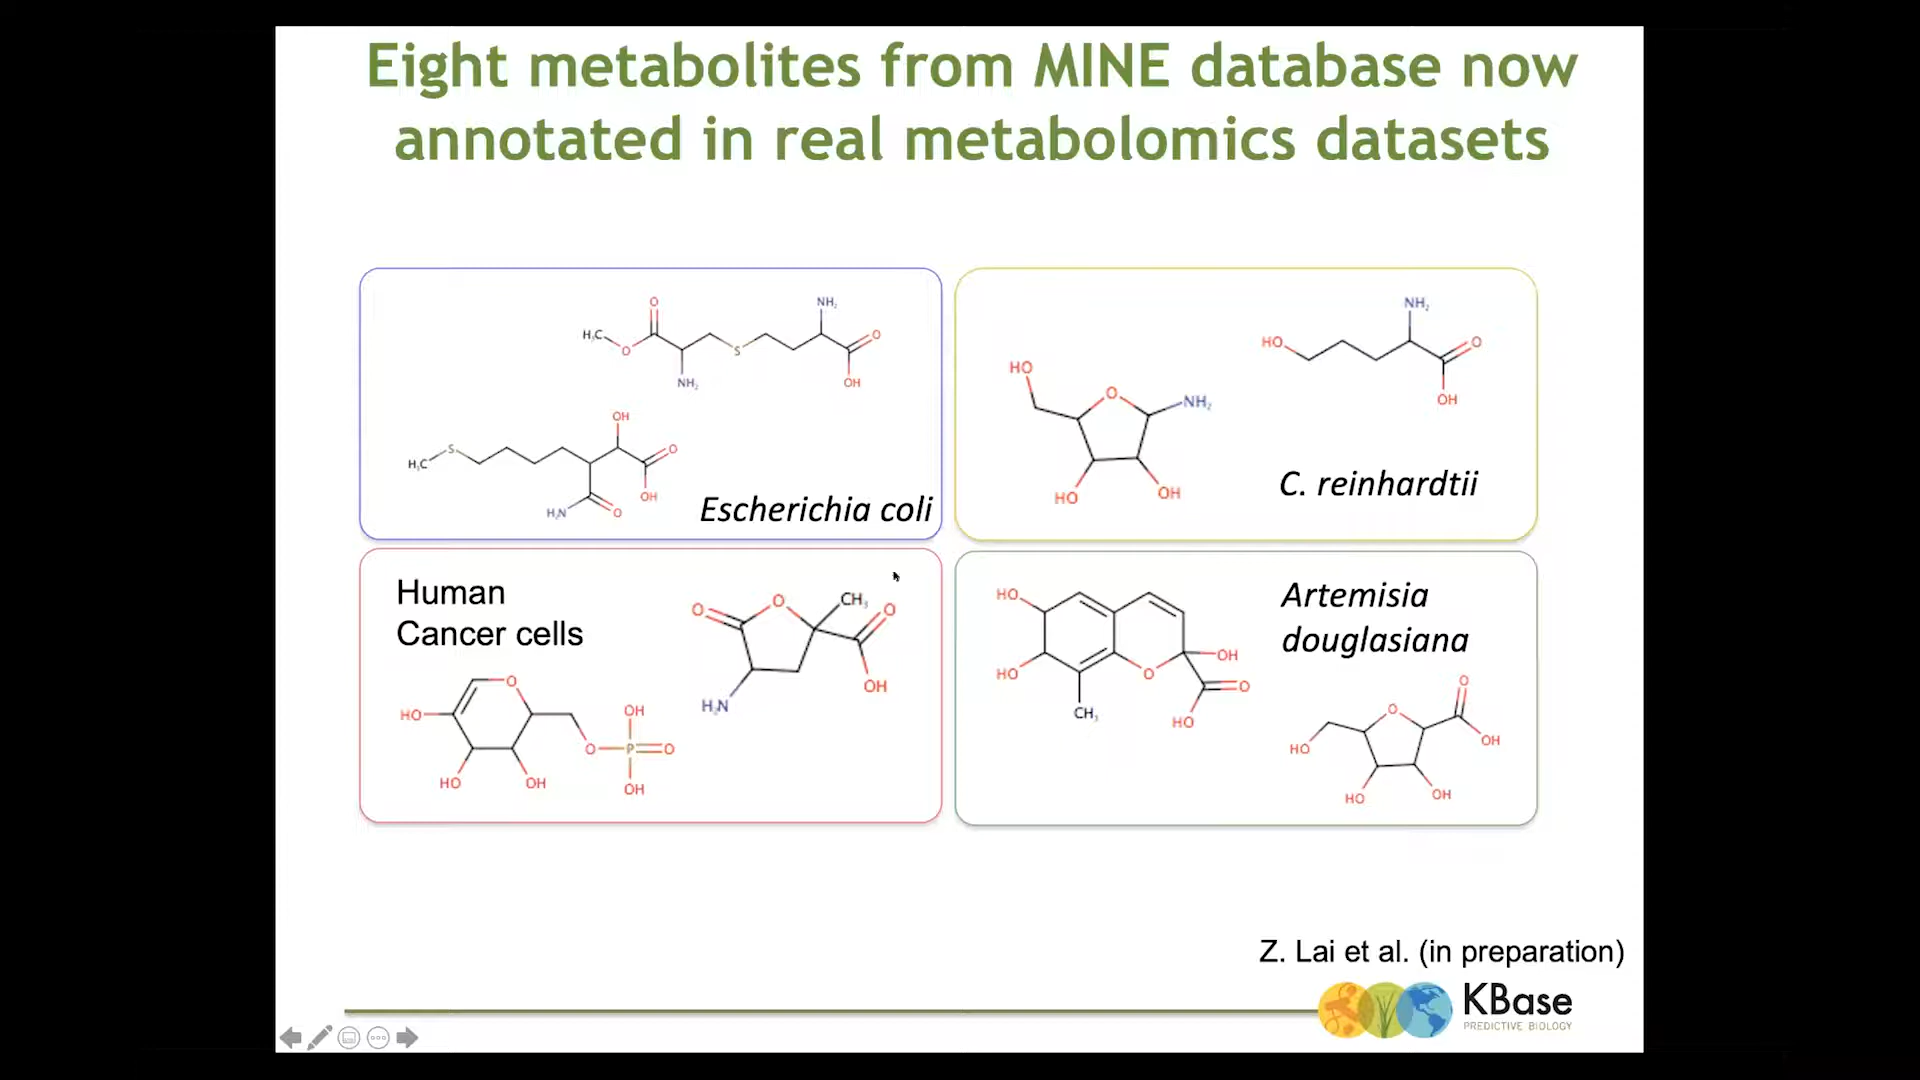 Eight metabolites from MINE database now
annotated in real metabolomics datasets
O
NH₂
H₃C
O
S
O
NH₂
OH
OH
H₃C
S
O
OH
H₂N
O
Escherichia coli
NH₂
HO
O
OH
HO
O
NH₂
HO
OH
C. reinhardtii
Human
Cancer cells
O
O
CH₃
O
OH
H₂N
O
HO
OH
O
P
O
HO
OH
OH
HO
HO
O
OH
O
CH₃
HO
Artemisia
douglasiana
O
O
OH
HO
HO
OH
Z. Lai et al. (in preparation)
KBase
PREDICTIVE BIOLOGY